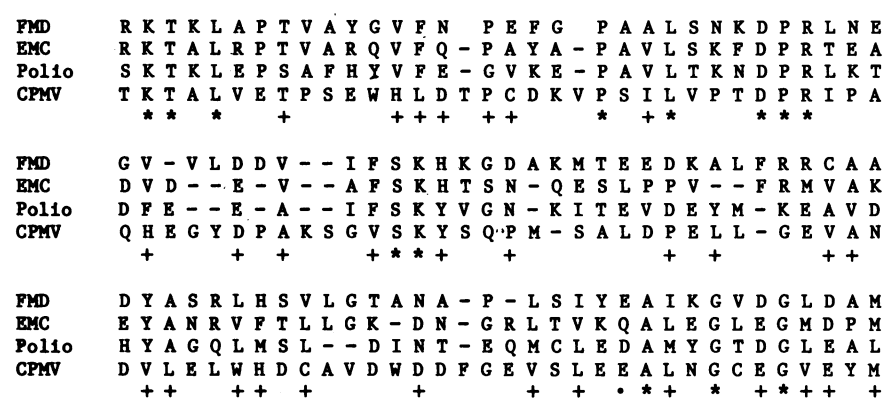 FMD R K T K L A P T V A Y G V F N P E F G P A A L S N K D P R L N E
EMC R K T A L R P T V A R Q V F Q - P A Y A - P A V L S K F D P R T E A
Polio S K T K L E P S A F H Y V F E - G V K E - P A V L T K N D P R L K T
CPMV T K T A L V E T P S E W H L D T P C D K V P S I L V P T D P R I P A
* * * + + + + + + * + * * * *
FMD G V - V L D D V - - I F S K H K G D A K M T E E D K A L F R R C A A
EMC D V D - - E - V - - A F S K H T S N - Q E S L P P V - - F R M V A K
Polio D F E - - E - A - - I F S K Y V G N - K I T E V D E Y M - K E A V D
CPMV Q H E G Y D P A K S G V S K Y S Q P M - S A L D P E L L - G E V A N
+ + + + * * + + + + + +
FMD D Y A S R L H S V L G T A N A - P - L S I Y E A I K G V D G L D A M
EMC E Y A N R V F T L L G K - D N - G R L T V K Q A L E G L E G M D P M
Polio H Y A G Q L M S L - - D I N T - E Q M C L E D A M Y G T D G L E A L
CPMV D V L E L W H D C A V D W D D F G E V S L E E A L N G C E G V E Y M
+ + + + + + + + • * + * + * + + +